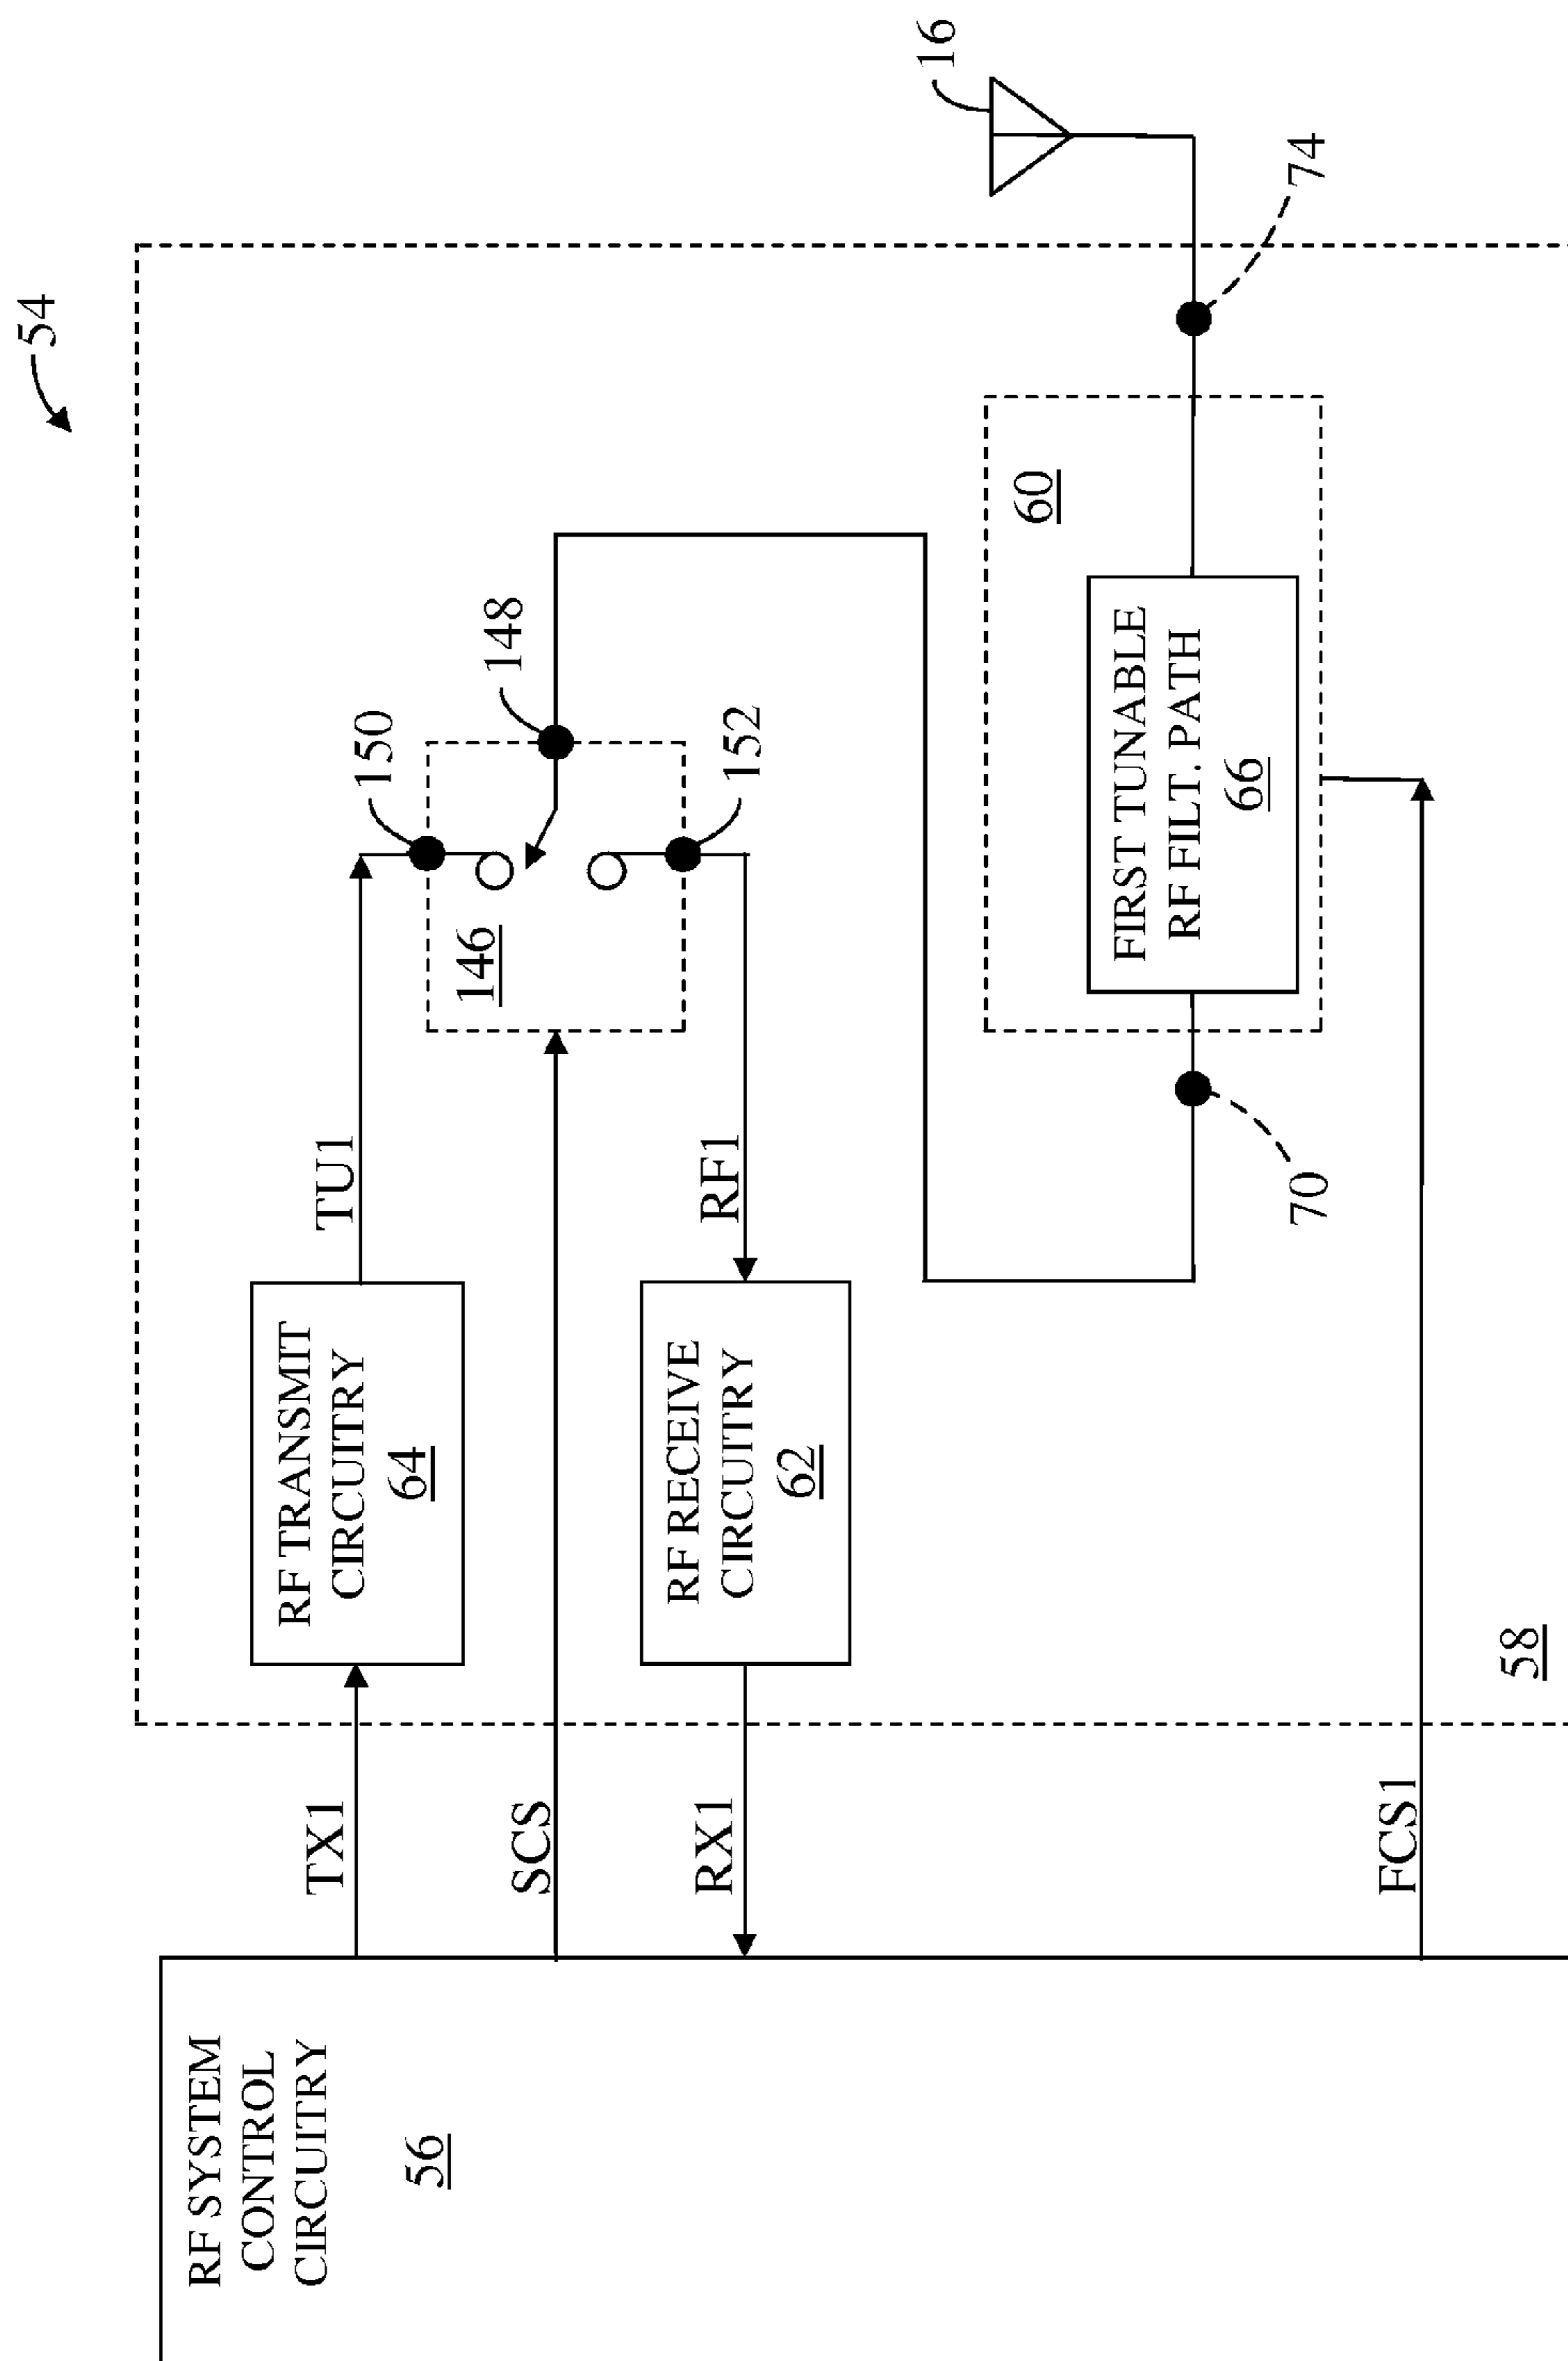 54
RF SYSTEM
CONTROL
CIRCUITRY
56
TX1
RF TRANSMIT
CIRCUITRY
64
TU1
150
146
148
SCS
RX1
RF RECEIVE
CIRCUITRY
62
RF1
152
16
60
FIRST TUNABLE
RF FILT. PATH
66
70
74
FCS1
58